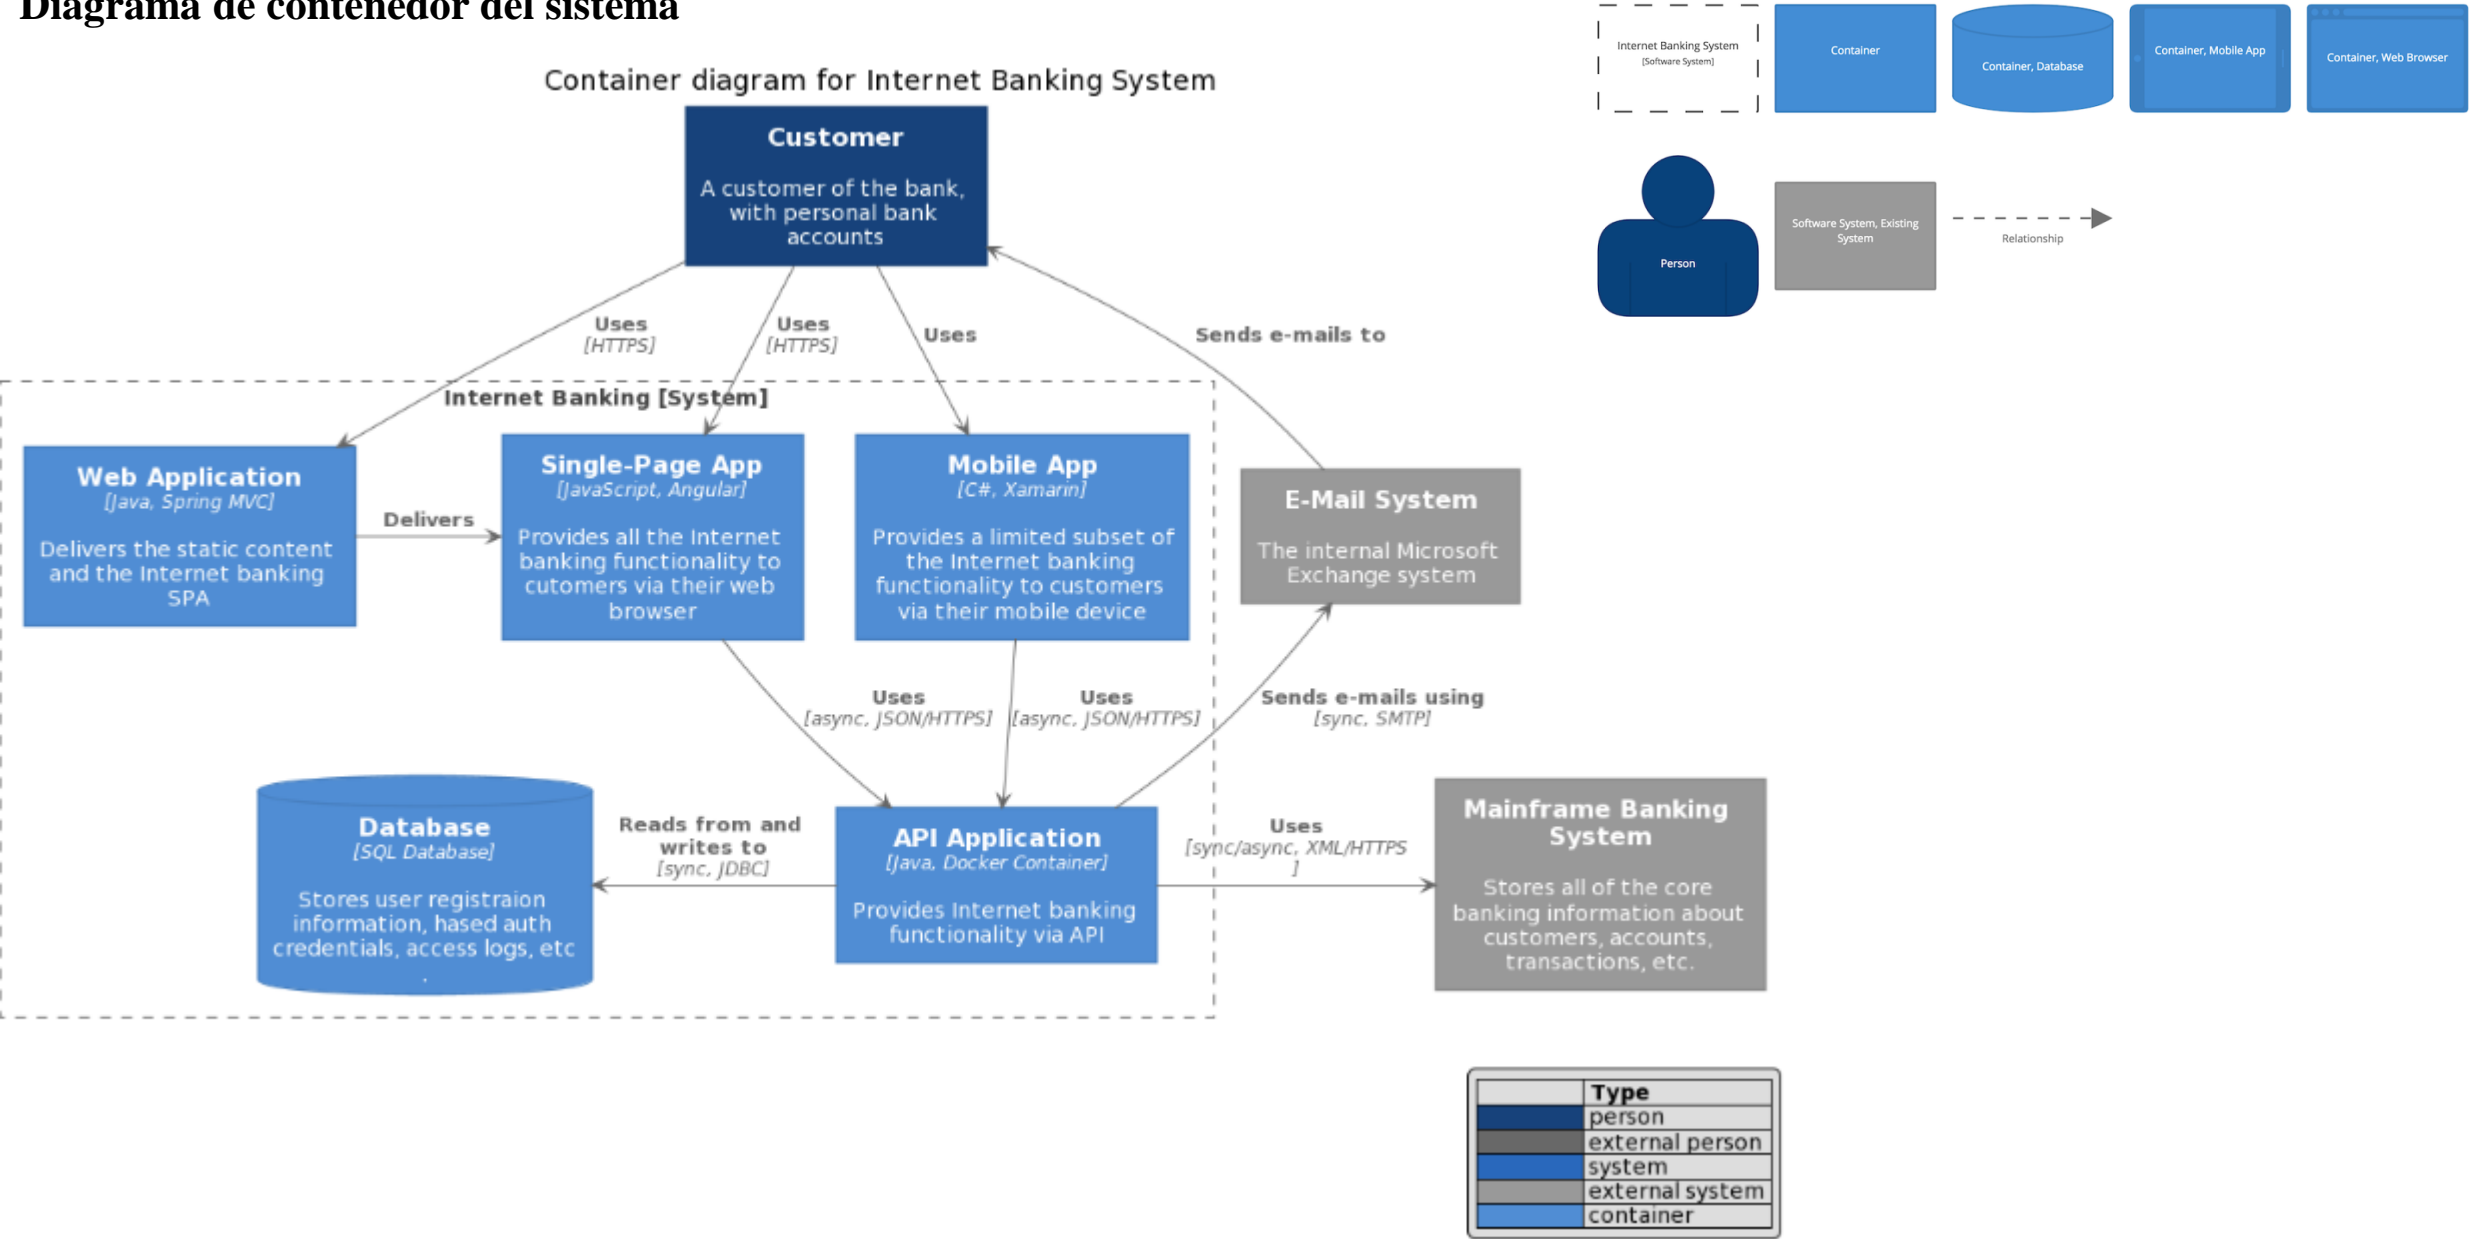 Diagrama de contenedor del sistema
Container diagram for Internet Banking System
Customer
A customer of the bank,
with personal bank
accounts
Uses
[HTTPS]
Uses
[HTTPS]
Uses
Sends e-mails to
Internet Banking [System]
Web Application
[Java, Spring MVC]
Delivers the static content
and the Internet banking
SPA
Delivers
Single-Page App
[JavaScript, Angular]
Provides all the Internet
banking functionality to
cutomers via their web
browser
Mobile App
[C#, Xamarin]
Provides a limited subset of
the Internet banking
functionality to customers
via their mobile device
E-Mail System
The internal Microsoft
Exchange system
Uses
[async, JSON/HTTPS]
Uses
[async, JSON/HTTPS]
Sends e-mails using
[sync, SMTP]
Database
[SQL Database]
Stores user registraion
information, hased auth
credentials, access logs, etc
.
Reads from and
writes to
[sync, JDBC]
API Application
[Java, Docker Container]
Provides Internet banking
functionality via API
Uses
[sync/async, XML/HTTPS
]
Mainframe Banking
System
Stores all of the core
banking information about
customers, accounts,
transactions, etc.
Internet Banking System
[Software System]
Container
Container, Database
Container, Mobile App
Container, Web Browser
Person
Software System, Existing
System
Relationship
Type
person
external person
system
external system
container